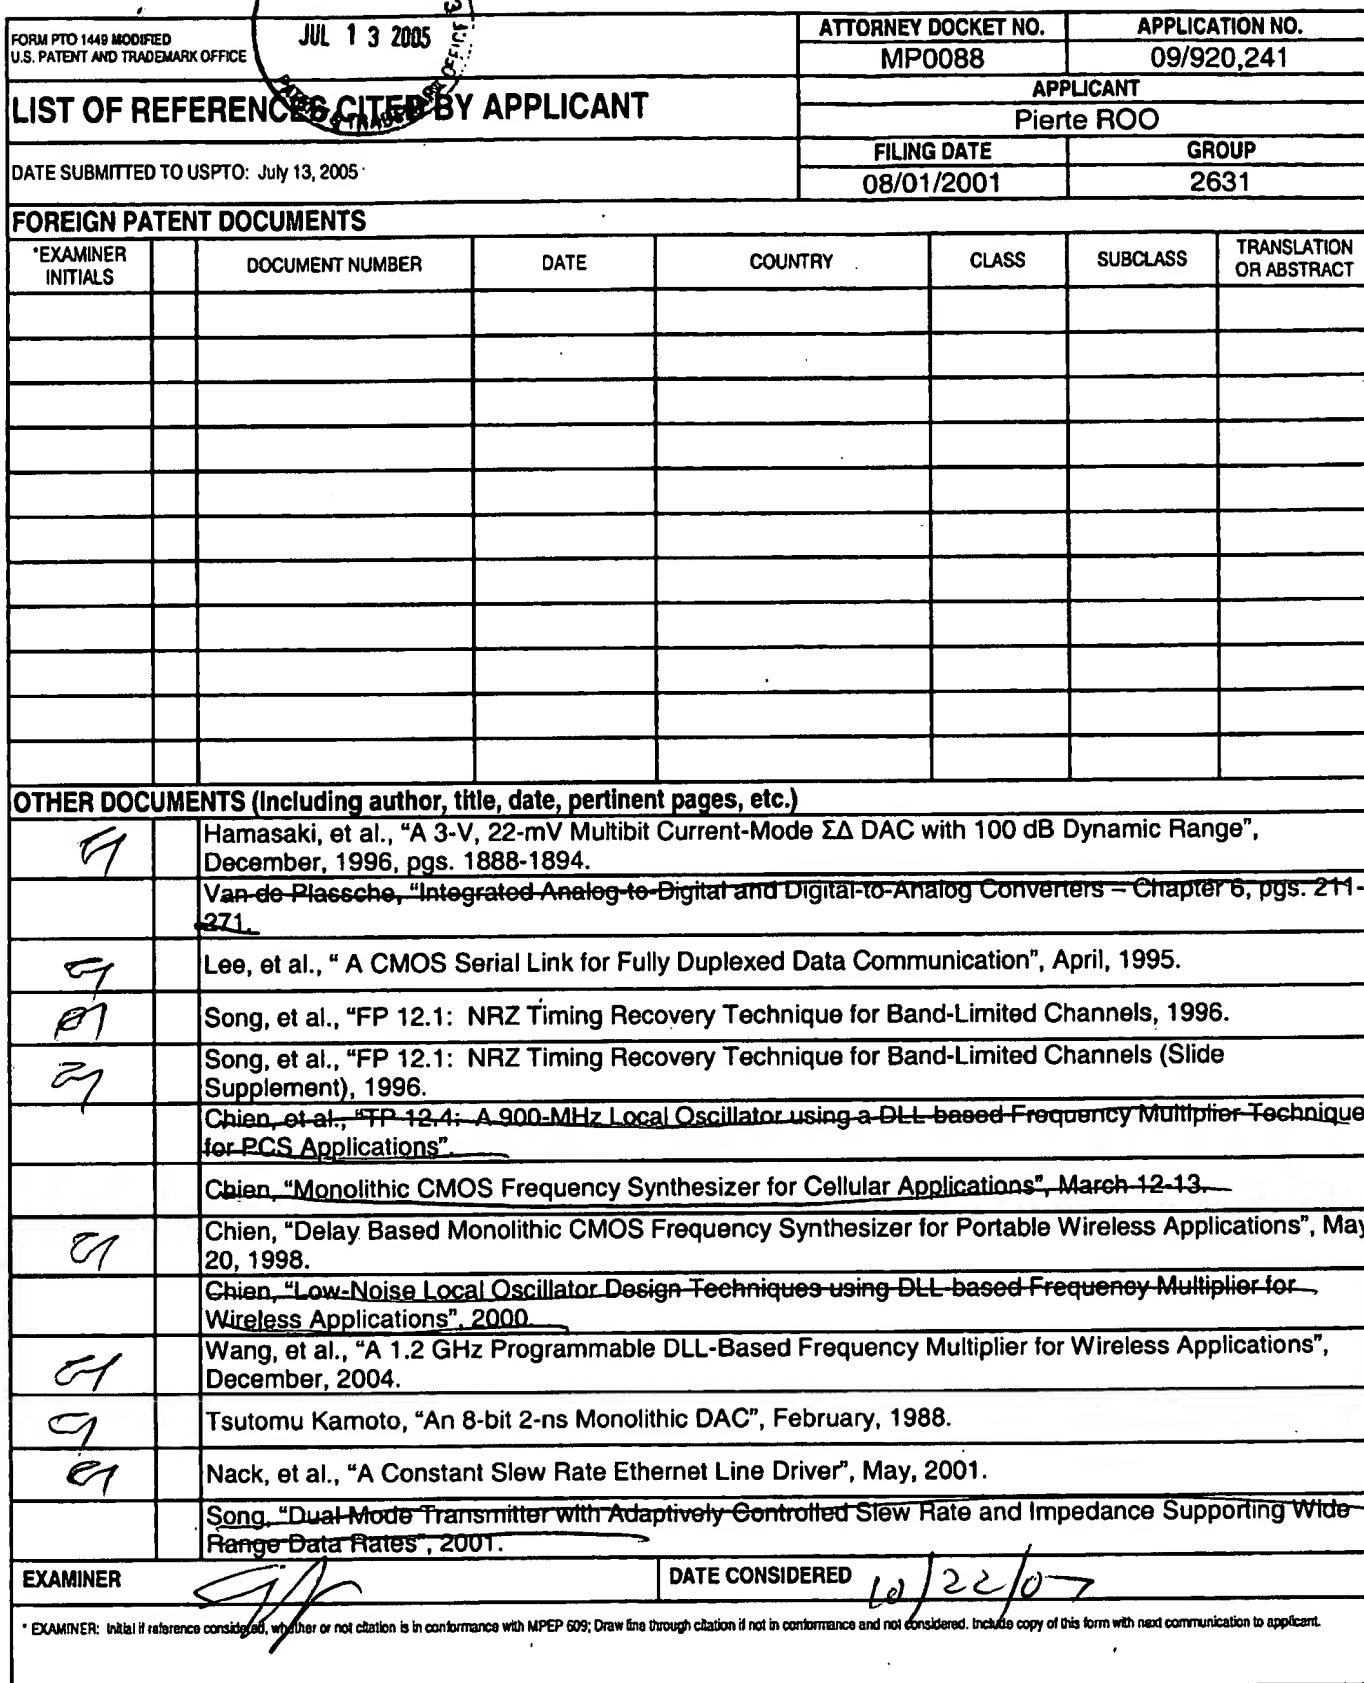 FORM PTO 1449 MODIFIED
U.S. PATENT AND TRADEMARK OFFICE
JUL 13 2005
ATTORNEY DOCKET NO.
APPLICATION NO.
MP0088
09/920,241
LIST OF REFERENCES CITED BY APPLICANT
APPLICANT
Pierte ROO
DATE SUBMITTED TO USPTO: July 13, 2005
FILING DATE
GROUP
08/01/2001
2631
FOREIGN PATENT DOCUMENTS
*EXAMINER
INITIALS
DOCUMENT NUMBER
DATE
COUNTRY
CLASS
SUBCLASS
TRANSLATION
OR ABSTRACT
OTHER DOCUMENTS (Including author, title, date, pertinent pages, etc.)
Hamasaki, et al., “A 3-V, 22-mV Multibit Current-Mode ΣΔ DAC with 100 dB Dynamic Range”,
December, 1996, pgs. 1888-1894.
Van de Plassche, “Integrated Analog-to-Digital and Digital-to-Analog Converters – Chapter 6, pgs. 211-
271.
Lee, et al., “ A CMOS Serial Link for Fully Duplexed Data Communication”, April, 1995.
Song, et al., “FP 12.1: NRZ Timing Recovery Technique for Band-Limited Channels, 1996.
Song, et al., “FP 12.1: NRZ Timing Recovery Technique for Band-Limited Channels (Slide
Supplement), 1996.
Chien, et al., “TP 12.4: A 900-MHz Local Oscillator using a DLL-based Frequency Multiplier Technique
for PCS Applications”.
Chien, “Monolithic CMOS Frequency Synthesizer for Cellular Applications”, March 12-13.
Chien, “Delay Based Monolithic CMOS Frequency Synthesizer for Portable Wireless Applications”, May
20, 1998.
Chien, “Low-Noise Local Oscillator Design Techniques using DLL-based Frequency Multiplier for
Wireless Applications”, 2000.
Wang, et al., “A 1.2 GHz Programmable DLL-Based Frequency Multiplier for Wireless Applications”,
December, 2004.
Tsutomu Kamoto, “An 8-bit 2-ns Monolithic DAC”, February, 1988.
Nack, et al., “A Constant Slew Rate Ethernet Line Driver”, May, 2001.
Song, “Dual Mode Transmitter with Adaptively Controlled Slew Rate and Impedance Supporting Wide
Range Data Rates”, 2001.
EXAMINER
DATE CONSIDERED
10/22/07
* EXAMINER: Initial if reference considered, whether or not citation is in conformance with MPEP 609; Draw line through citation if not in conformance and not considered. Include copy of this form with next communication to applicant.